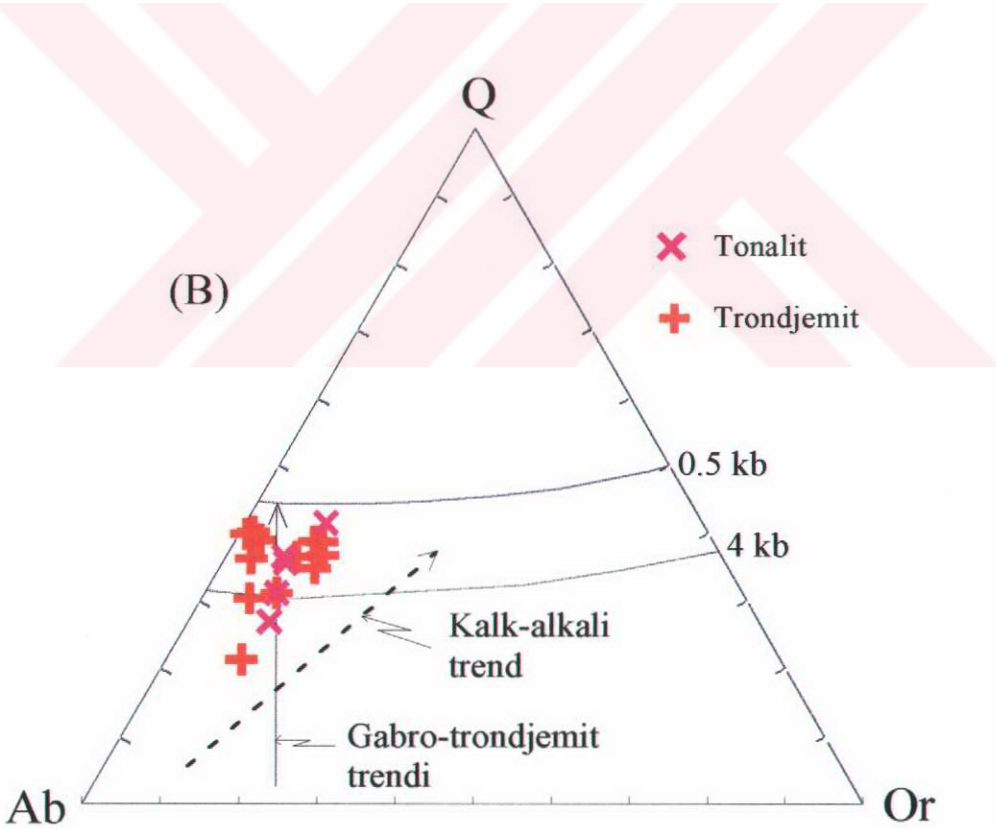 Q
Tonalit
(B)
Trondjemit
0.5 kb
4 kb
Kalk-alkali
trend
Gabro-trondjemit
trendi
Ab
Or